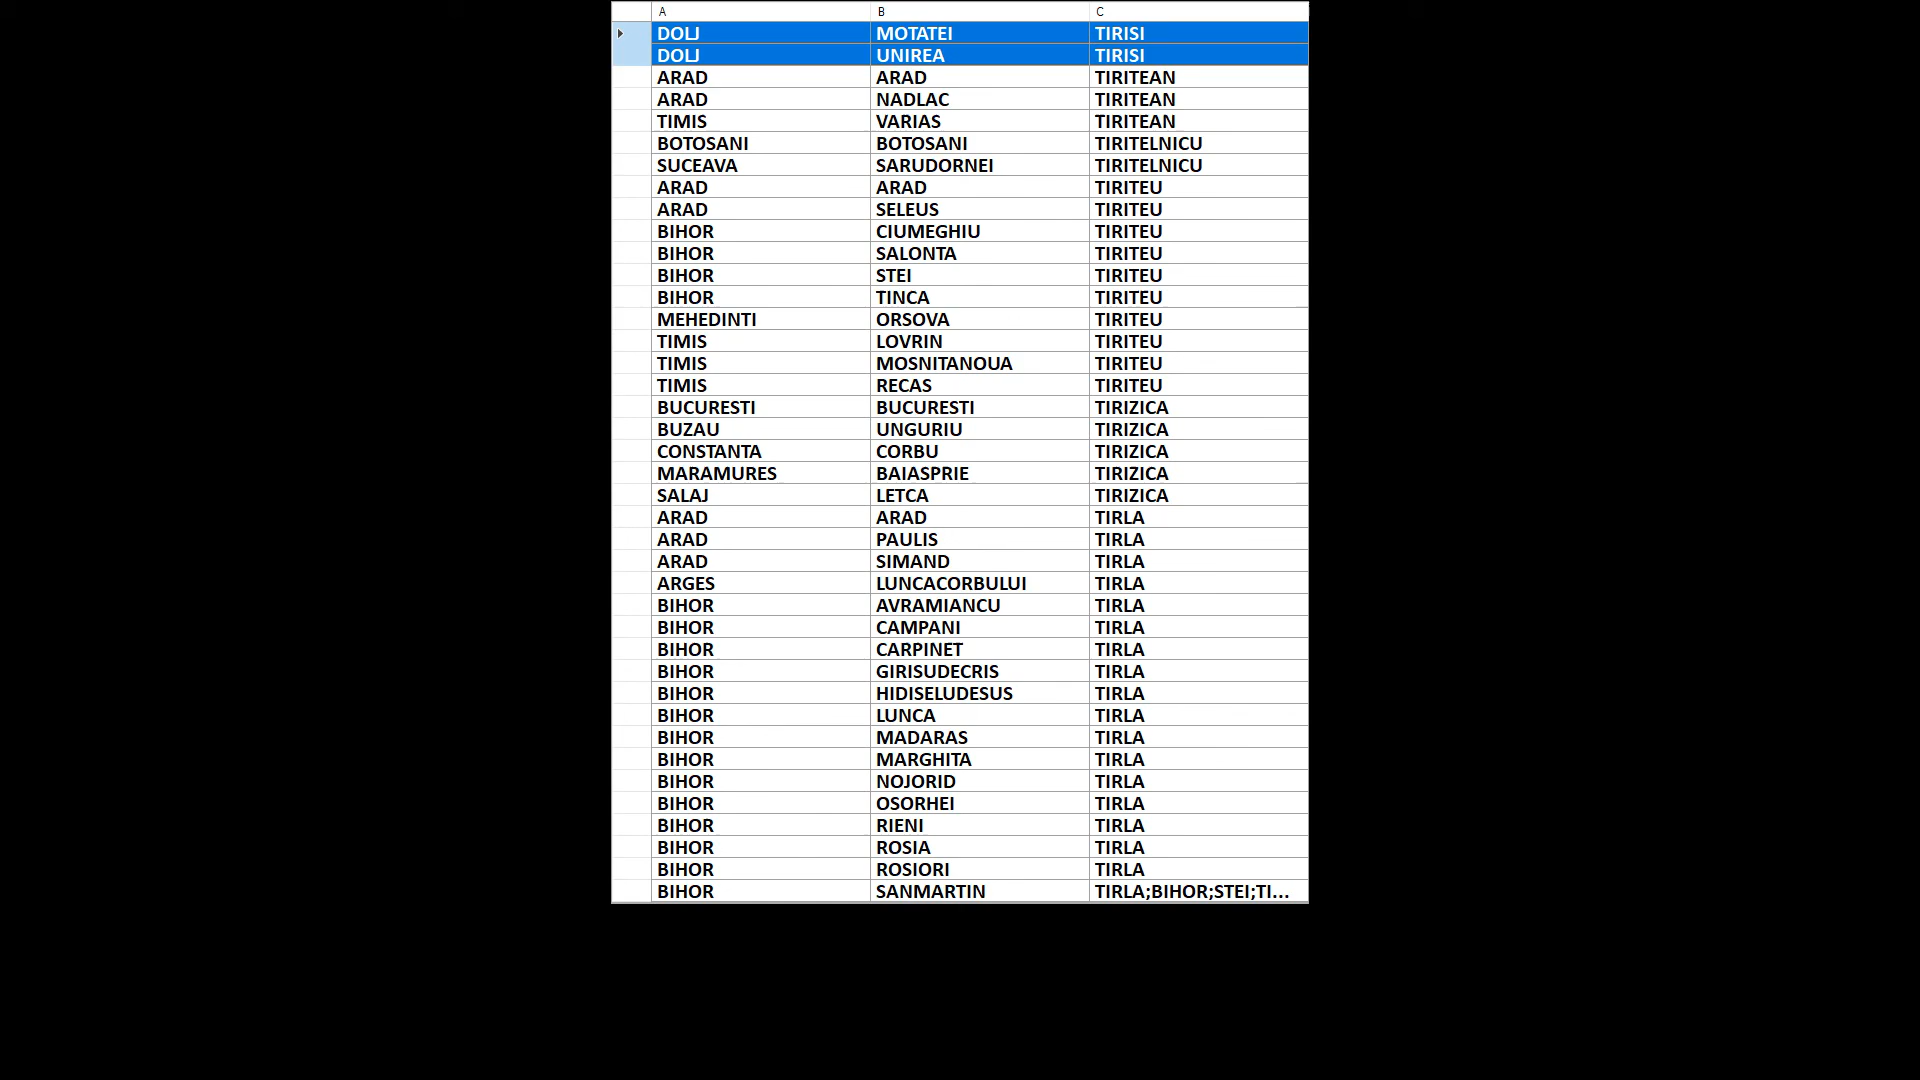 A B C
DOLJ MOTATEI TIRISI
DOLJ UNIREA TIRISI
ARAD ARAD TIRITEAN
ARAD NADLAC TIRITEAN
TIMIS VARIAS TIRITEAN
BOTOSANI BOTOSANI TIRITELNICU
SUCEAVA SARUDORNEI TIRITELNICU
ARAD ARAD TIRITEU
ARAD SELEUS TIRITEU
BIHOR CIUMEGHIU TIRITEU
BIHOR SALONTA TIRITEU
BIHOR STEI TIRITEU
BIHOR TINCA TIRITEU
MEHEDINTI ORSOVA TIRITEU
TIMIS LOVRIN TIRITEU
TIMIS MOSNITANOUA TIRITEU
TIMIS RECAS TIRITEU
BUCURESTI BUCURESTI TIRIZICA
BUZAU UNGURIU TIRIZICA
CONSTANTA CORBU TIRIZICA
MARAMURES BAIASPRIE TIRIZICA
SALAJ LETCA TIRIZICA
ARAD ARAD TIRLA
ARAD PAULIS TIRLA
ARAD SIMAND TIRLA
ARGES LUNCACORBULUI TIRLA
BIHOR AVRAMIANCU TIRLA
BIHOR CAMPANI TIRLA
BIHOR CARPINET TIRLA
BIHOR GIRISUDECRIS TIRLA
BIHOR HIDISELUDESUS TIRLA
BIHOR LUNCA TIRLA
BIHOR MADARAS TIRLA
BIHOR MARGHITA TIRLA
BIHOR NOJORID TIRLA
BIHOR OSORHEI TIRLA
BIHOR RIENI TIRLA
BIHOR ROSIA TIRLA
BIHOR ROSIORI TIRLA
BIHOR SANMARTIN TIRLA;BIHOR;STEI;TI...